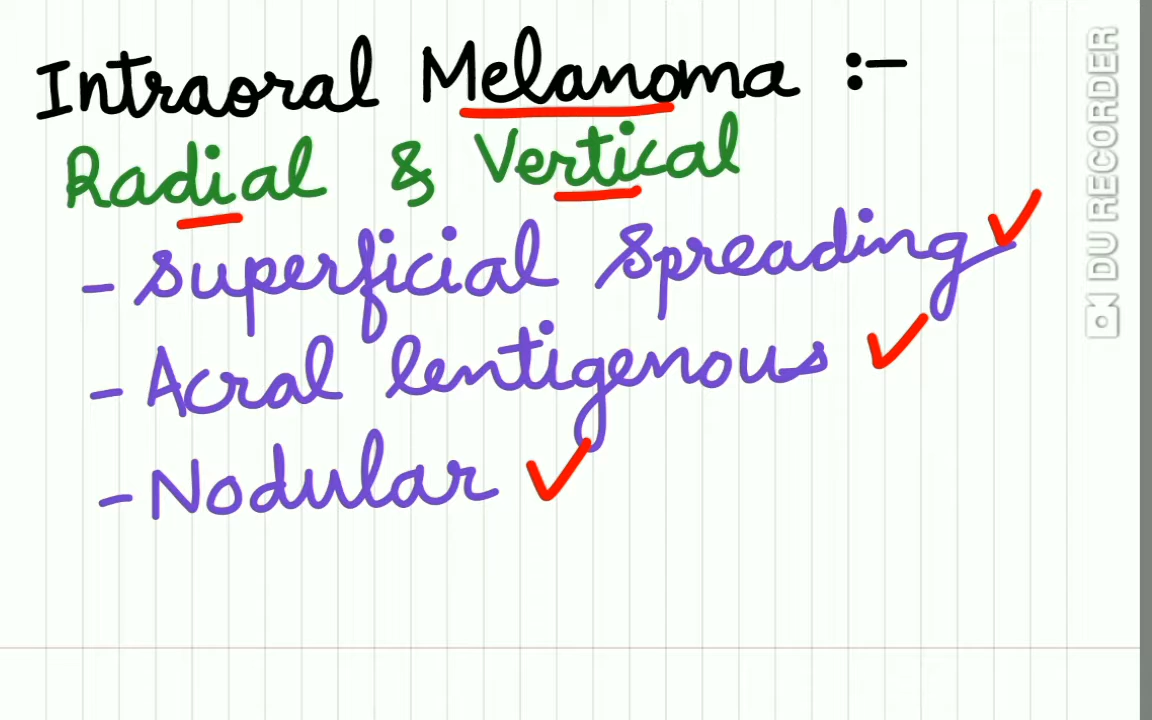 Intraoral Melanoma :-
Radial & Vertical
- Superficial Spreading ✓
- Acral lentigenous ✓
- Nodular ✓
DU RECORDER